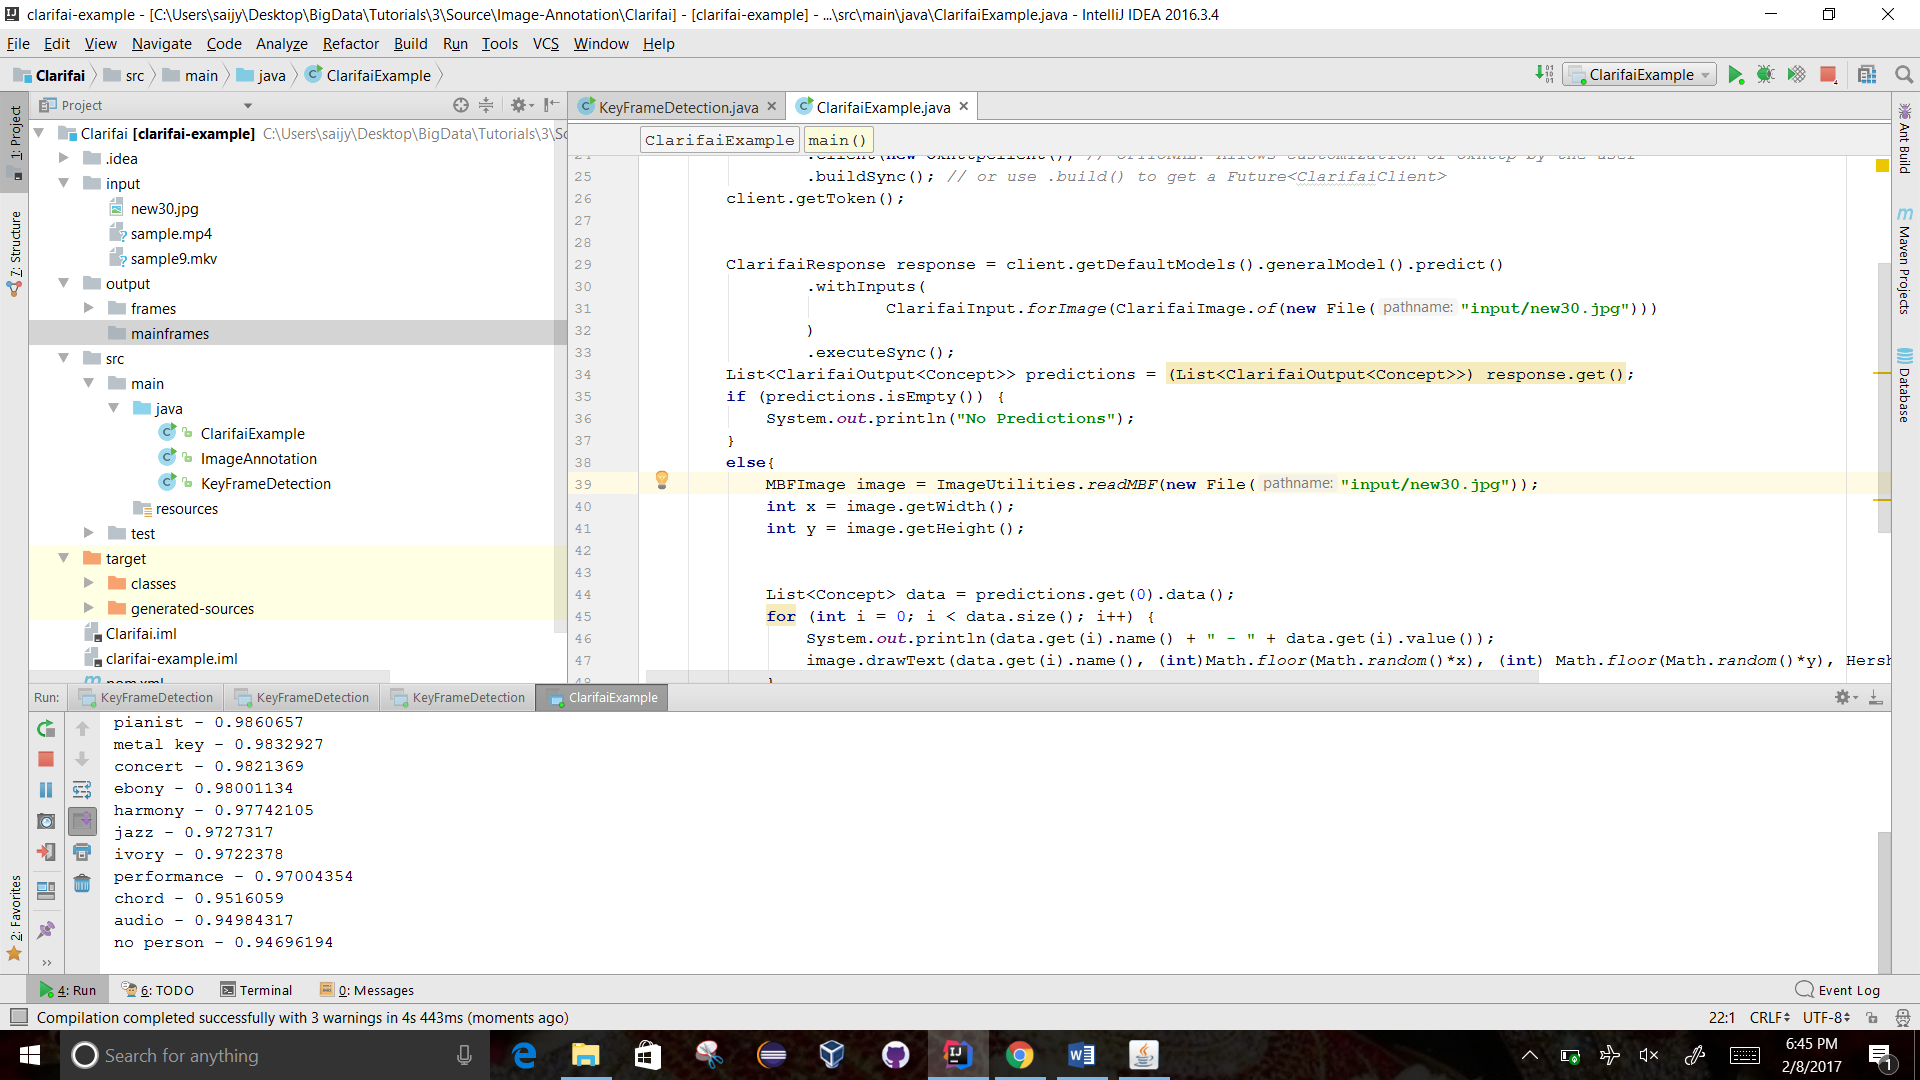 clarifai-example - [C:\Users\saijy\Desktop\BigData\Tutorials\3\Source\Image-Annotation\Clarifai] - [clarifai-example] - ...\src\main\java\ClarifaiExample.java - IntelliJ IDEA 2016.3.4
File Edit View Navigate Code Analyze Refactor Build Run Tools VCS Window Help
Clarifai src main java ClarifaiExample
ClarifaiExample
Project
KeyFrameDetection.java
ClarifaiExample.java
1: Project
7: Structure
2: Favorites
Clarifai [clarifai-example] C:\Users\saijy\Desktop\BigData\Tutorials\3\So
.idea
input
new30.jpg
sample.mp4
sample9.mkv
output
frames
mainframes
src
main
java
ClarifaiExample
ImageAnnotation
KeyFrameDetection
resources
test
target
classes
generated-sources
Clarifai.iml
clarifai-example.iml
pom.xml
ClarifaiExample main()
24 .client(new OkHttpClient()) // OPTIONAL. Allows customization of OkHttp by the user
25 .buildSync(); // or use .build() to get a Future<ClarifaiClient>
26 client.getToken();
27
28
29 ClarifaiResponse response = client.getDefaultModels().generalModel().predict()
30 .withInputs(
31 ClarifaiInput.forImage(ClarifaiImage.of(new File( pathname: "input/new30.jpg")))
32 )
33 .executeSync();
34 List<ClarifaiOutput<Concept>> predictions = (List<ClarifaiOutput<Concept>>) response.get();
35 if (predictions.isEmpty()) {
36 System.out.println("No Predictions");
37 }
38 else{
39 MBFImage image = ImageUtilities.readMBF(new File( pathname: "input/new30.jpg"));
40 int x = image.getWidth();
41 int y = image.getHeight();
42
43
44 List<Concept> data = predictions.get(0).data();
45 for (int i = 0; i < data.size(); i++) {
46 System.out.println(data.get(i).name() + " - " + data.get(i).value());
47 image.drawText(data.get(i).name(), (int)Math.floor(Math.random()*x), (int) Math.floor(Math.random()*y), Hersh
48 }
Ant Build
Maven Projects
Database
Run: KeyFrameDetection KeyFrameDetection KeyFrameDetection ClarifaiExample
pianist - 0.9860657
metal key - 0.9832927
concert - 0.9821369
ebony - 0.98001134
harmony - 0.97742105
jazz - 0.9727317
ivory - 0.9722378
performance - 0.97004354
chord - 0.9516059
audio - 0.94984317
no person - 0.94696194
4: Run 6: TODO Terminal 0: Messages Event Log
Compilation completed successfully with 3 warnings in 4s 443ms (moments ago) 22:1 CRLF UTF-8
Search for anything
6:45 PM
2/8/2017
1